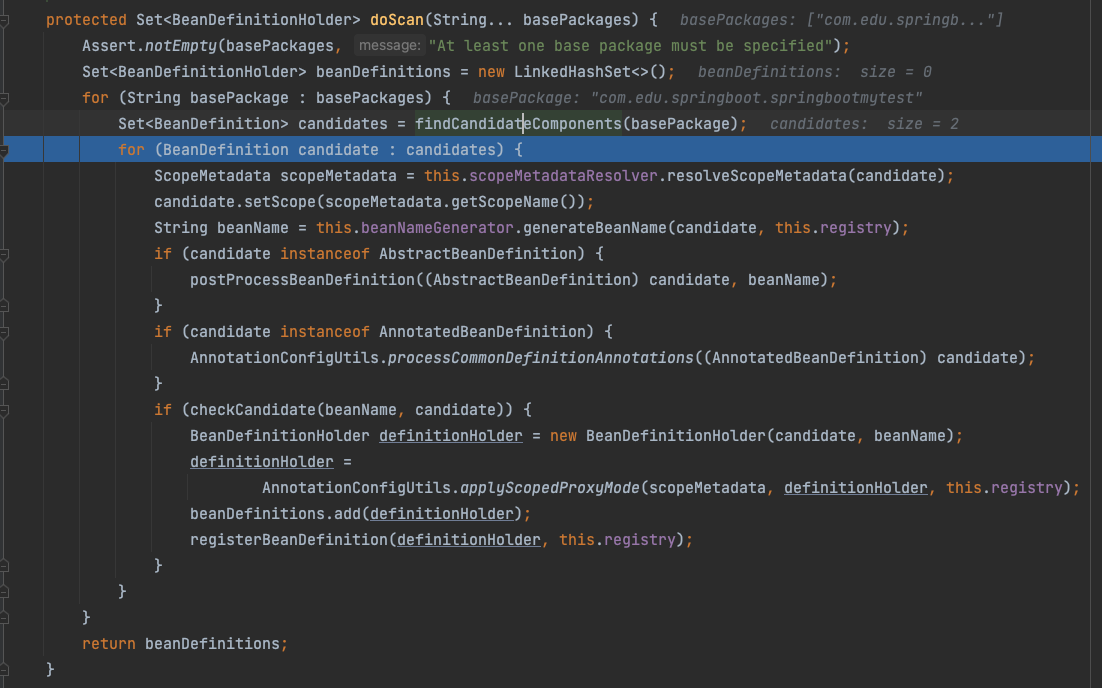 protected Set<BeanDefinitionHolder> doScan(String... basePackages) {   basePackages: ["com.edu.springb..."]
    Assert.notEmpty(basePackages, message: "At least one base package must be specified");
    Set<BeanDefinitionHolder> beanDefinitions = new LinkedHashSet<>();   beanDefinitions:  size = 0
    for (String basePackage : basePackages) {   basePackage: "com.edu.springboot.springbootmytest"
        Set<BeanDefinition> candidates = findCandidateComponents(basePackage);   candidates:  size = 2
        for (BeanDefinition candidate : candidates) {
            ScopeMetadata scopeMetadata = this.scopeMetadataResolver.resolveScopeMetadata(candidate);
            candidate.setScope(scopeMetadata.getScopeName());
            String beanName = this.beanNameGenerator.generateBeanName(candidate, this.registry);
            if (candidate instanceof AbstractBeanDefinition) {
                postProcessBeanDefinition((AbstractBeanDefinition) candidate, beanName);
            }
            if (candidate instanceof AnnotatedBeanDefinition) {
                AnnotationConfigUtils.processCommonDefinitionAnnotations((AnnotatedBeanDefinition) candidate);
            }
            if (checkCandidate(beanName, candidate)) {
                BeanDefinitionHolder definitionHolder = new BeanDefinitionHolder(candidate, beanName);
                definitionHolder =
                        AnnotationConfigUtils.applyScopedProxyMode(scopeMetadata, definitionHolder, this.registry);
                beanDefinitions.add(definitionHolder);
                registerBeanDefinition(definitionHolder, this.registry);
            }
        }
    }
    return beanDefinitions;
}